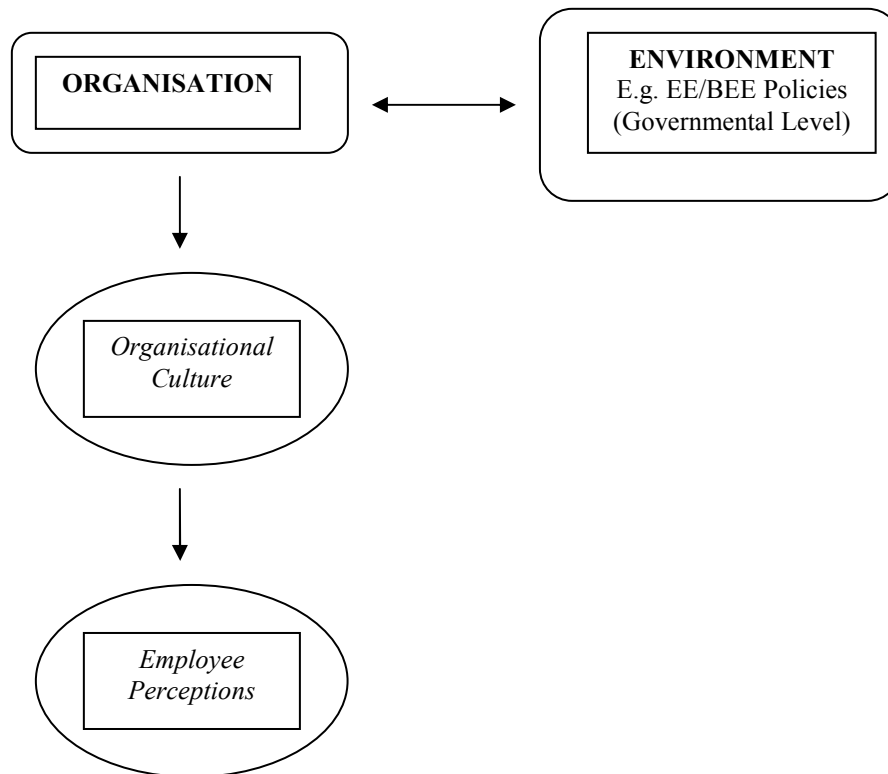 ORGANISATION
ENVIRONMENT
E.g. EE/BEE Policies
(Governmental Level)
Organisational
Culture
Employee
Perceptions